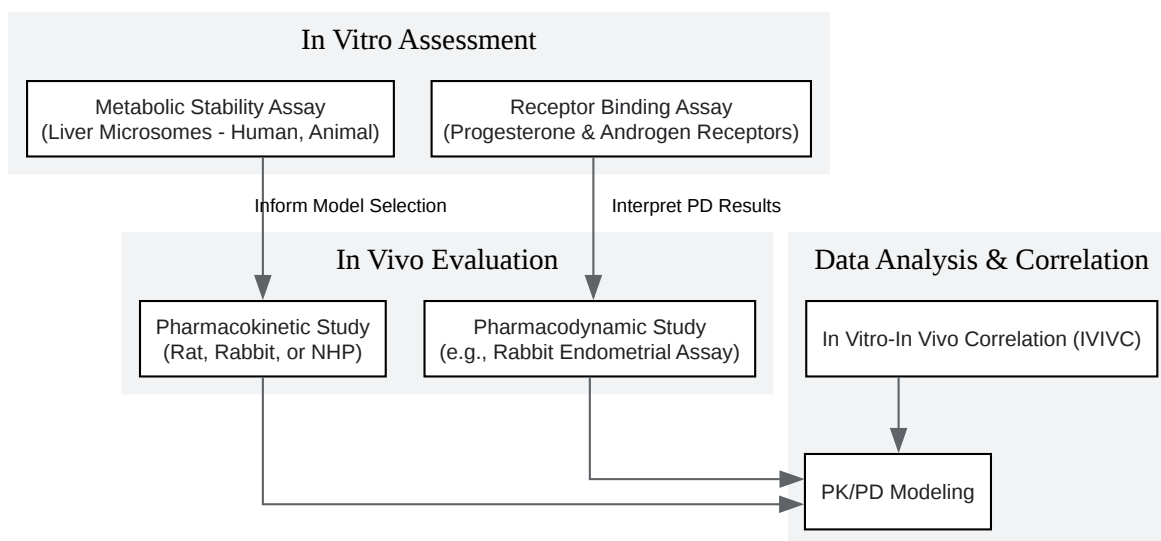 In Vitro Assessment
Metabolic Stability Assay
(Liver Microsomes - Human, Animal)
Receptor Binding Assay
(Progesterone & Androgen Receptors)
Inform Model Selection
Interpret PD Results
In Vivo Evaluation
Pharmacokinetic Study
(Rat, Rabbit, or NHP)
Pharmacodynamic Study
(e.g., Rabbit Endometrial Assay)
Data Analysis & Correlation
In Vitro-In Vivo Correlation (IVIVC)
PK/PD Modeling